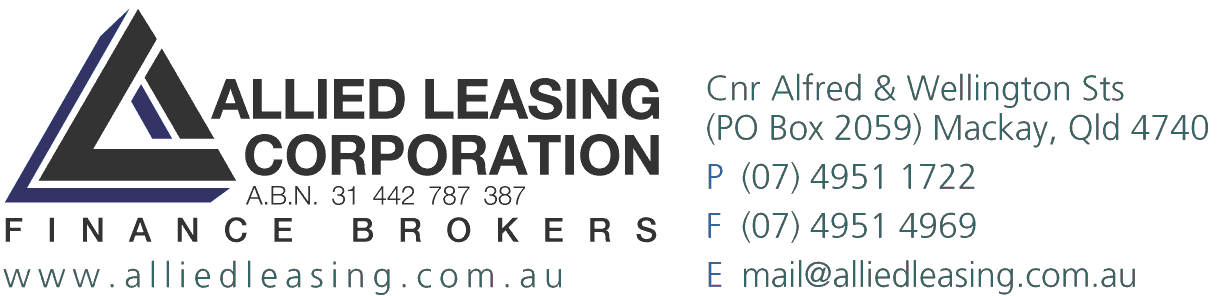 ALLIED LEASING
CORPORATION
A.B.N. 31 442 787 387
FINANCE BROKERS
www.alliedleasing.com.au
Cnr Alfred & Wellington Sts
(PO Box 2059) Mackay, Qld 4740
P (07) 4951 1722
F (07) 4951 4969
E mail@alliedleasing.com.au